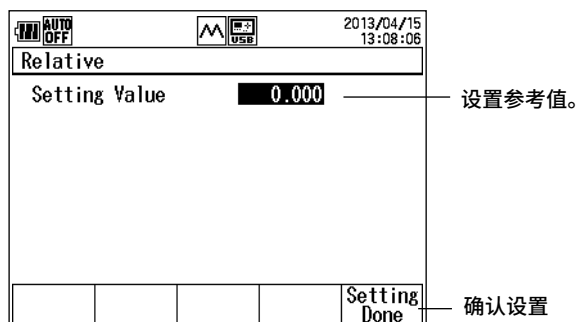 AUTO OFF
USB
2013/04/15
13:08:06
Relative
Setting Value 0.000
设置参考值。
Setting
Done
确认设置